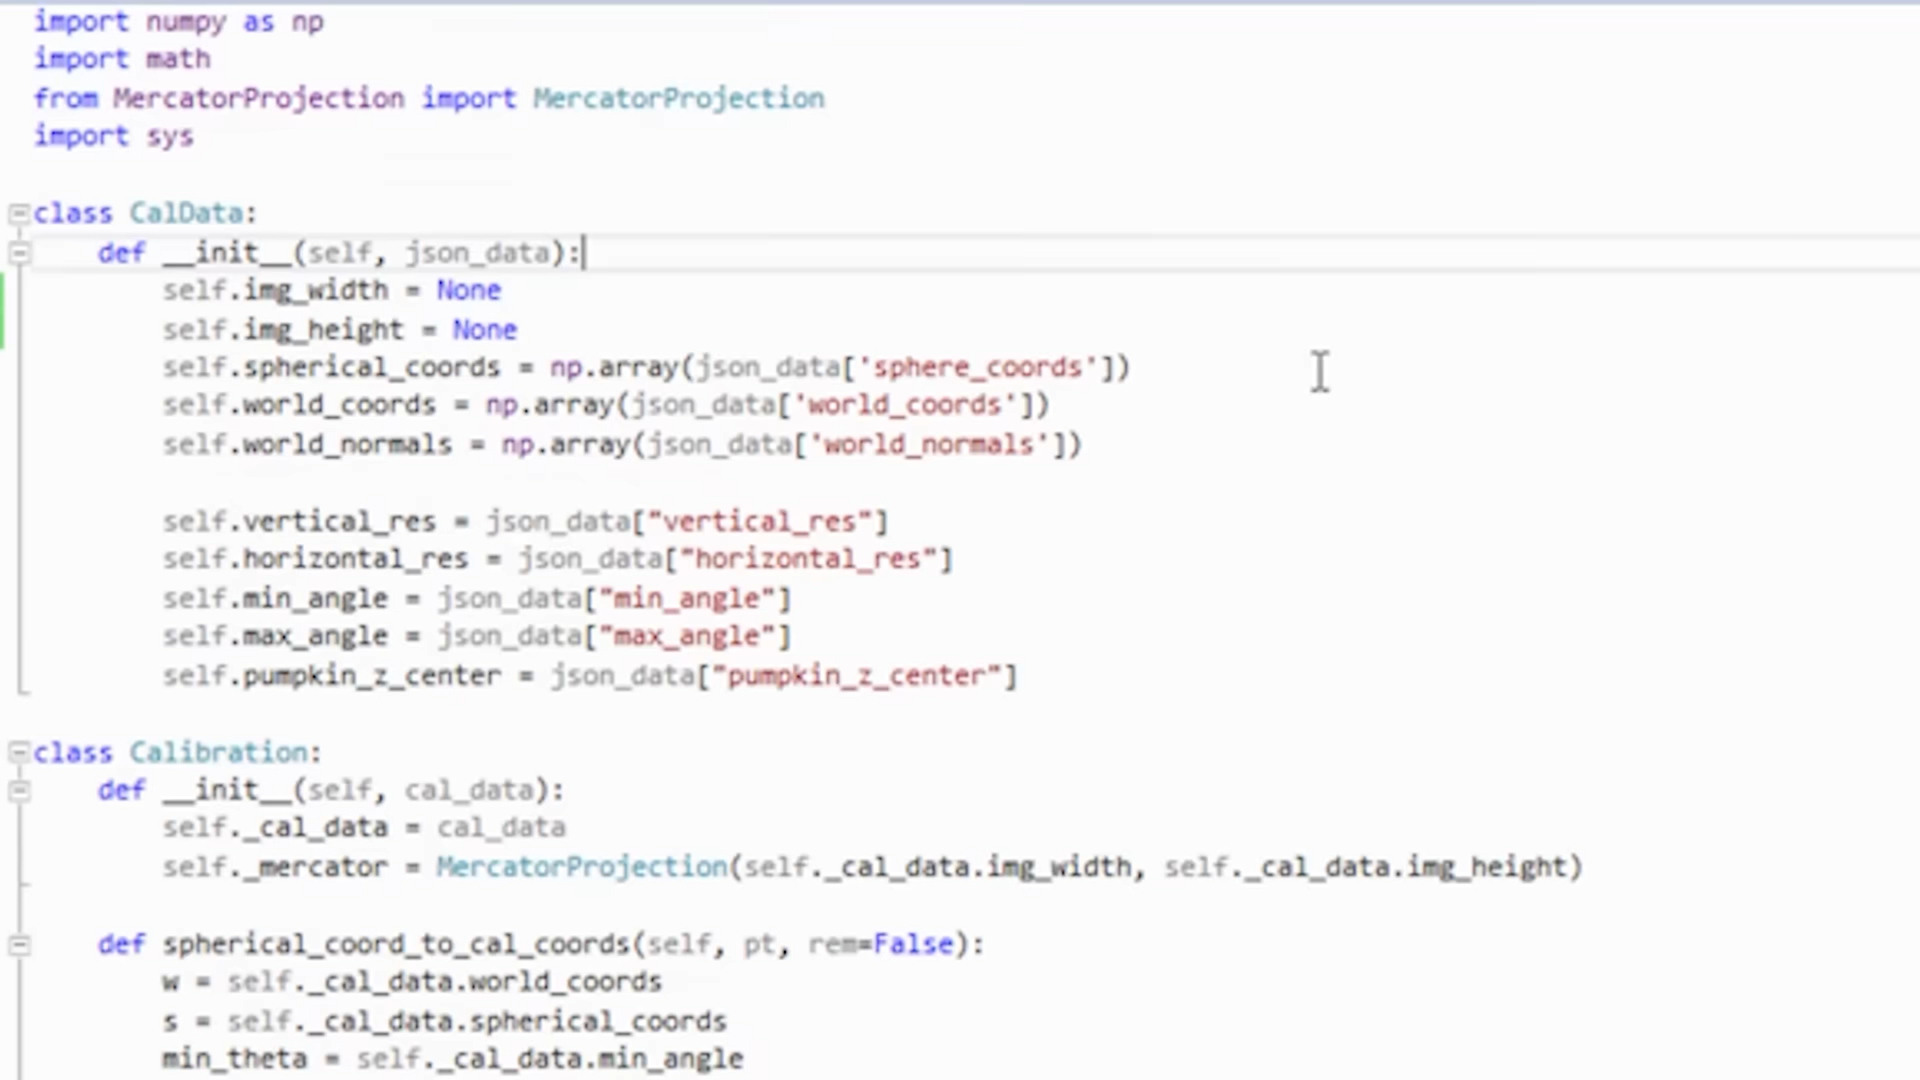 import numpy as np
import math
from MercatorProjection import MercatorProjection
import sys
class CalData:
def __init__(self, json_data):
self.img_width = None
self.img_height = None
self.spherical_coords = np.array(json_data['sphere_coords'])
self.world_coords = np.array(json_data['world_coords'])
self.world_normals = np.array(json_data['world_normals'])
self.vertical_res = json_data["vertical_res"]
self.horizontal_res = json_data["horizontal_res"]
self.min_angle = json_data["min_angle"]
self.max_angle = json_data["max_angle"]
self.pumpkin_z_center = json_data["pumpkin_z_center"]
class Calibration:
def __init__(self, cal_data):
self._cal_data = cal_data
self._mercator = MercatorProjection(self._cal_data.img_width, self._cal_data.img_height)
def spherical_coord_to_cal_coords(self, pt, rem=False):
w = self._cal_data.world_coords
s = self._cal_data.spherical_coords
min_theta = self._cal_data.min_angle